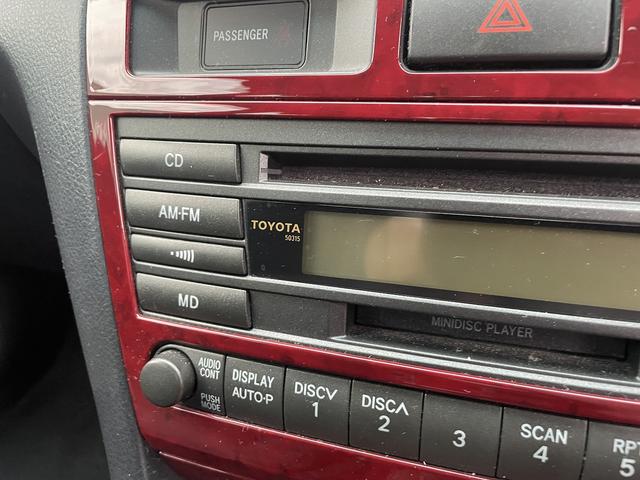 PASSENGER
CD
AM·FM
TOYOTA
50315
MD
MINIDISC PLAYER
AUDIO
CONT
PUSH
MODE
DISPLAY
AUTO·P
DISC∨
1
DISC∧
2
3
SCAN
4
RPT
5